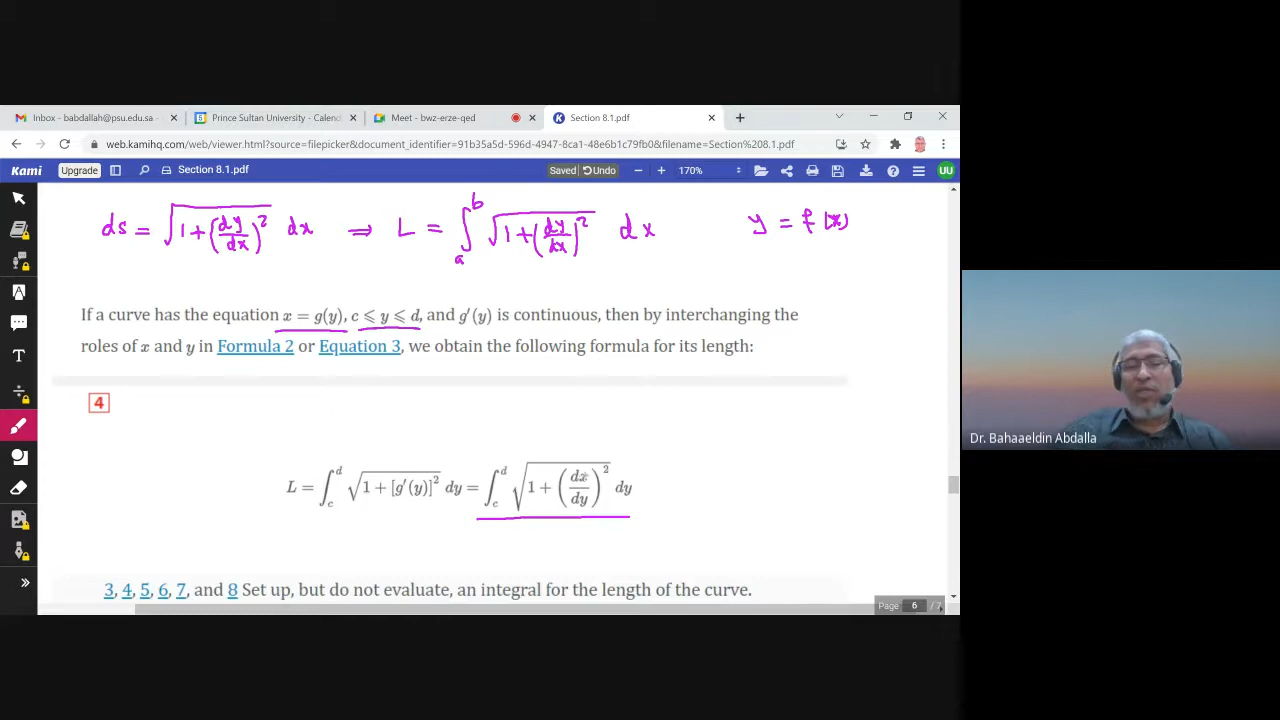 Inbox - babdallah@psu.edu.sa - 
Prince Sultan University - Calend
Meet - bwz-erze-qed
Section 8.1.pdf
web.kamihq.com/web/viewer.html?source=filepicker&document_identifier=91b35a5d-596d-4947-8ca1-48e6b1c79fb0&filename=Section%208.1.pdf
Kami Upgrade Section 8.1.pdf Saved Undo 170% UU
ds = √(1+(dy/dx)²) dx ⇒ L = ∫_a^b √(1+(dy/dx)²) dx y = f(x)
If a curve has the equation x = g(y), c ⩽ y ⩽ d, and g′(y) is continuous, then by interchanging the
roles of x and y in Formula 2 or Equation 3, we obtain the following formula for its length:
4
L = ∫_c^d √(1 + [g′(y)]²) dy = ∫_c^d √(1 + (dx/dy)²) dy
3, 4, 5, 6, 7, and 8 Set up, but do not evaluate, an integral for the length of the curve.
Page 6 / 7
Dr. Bahaaeldin Abdalla